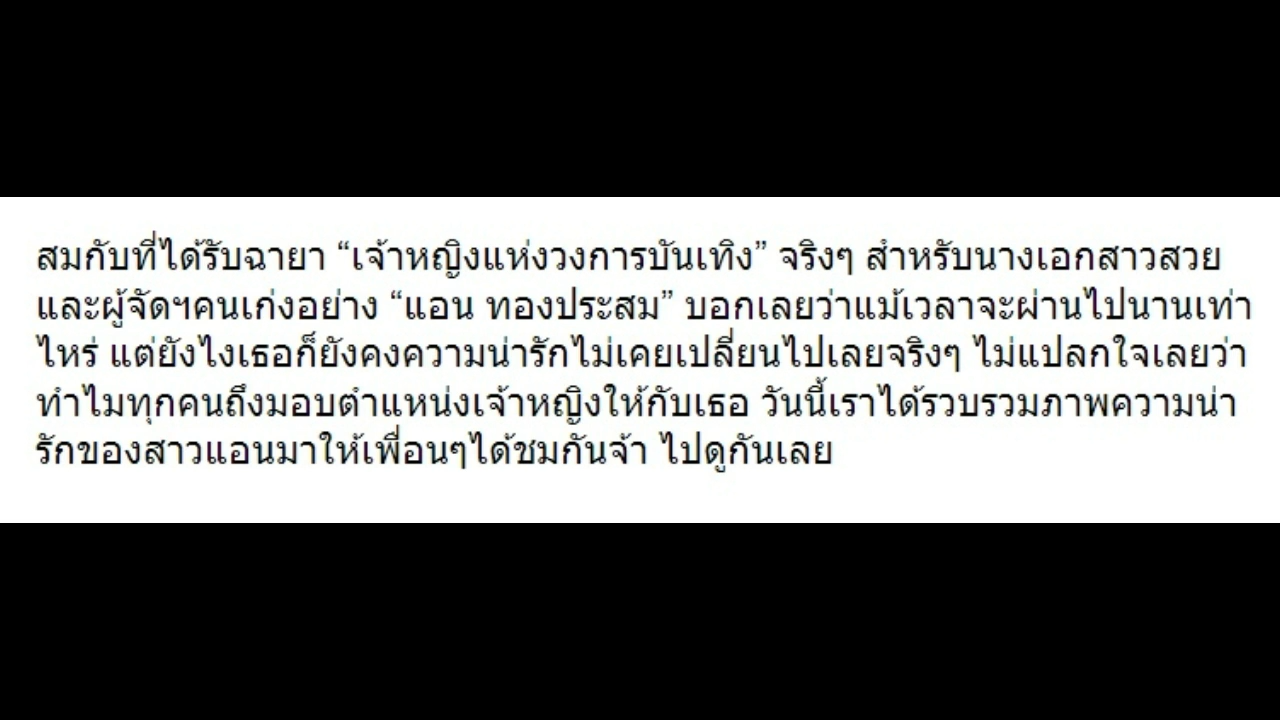 สมกับที่ได้รับฉายา “เจ้าหญิงแห่งวงการบันเทิง” จริงๆ สำหรับนางเอกสาวสวย
และผู้จัดฯคนเก่งอย่าง “แอน ทองประสม” บอกเลยว่าแม้เวลาจะผ่านไปนานเท่า
ไหร่ แต่ยังไงเธอก็ยังคงความน่ารักไม่เคยเปลี่ยนไปเลยจริงๆ ไม่แปลกใจเลยว่า
ทำไมทุกคนถึงมอบตำแหน่งเจ้าหญิงให้กับเธอ วันนี้เราได้รวบรวมภาพความน่า
รักของสาวแอนมาให้เพื่อนๆได้ชมกันจ้า ไปดูกันเลย